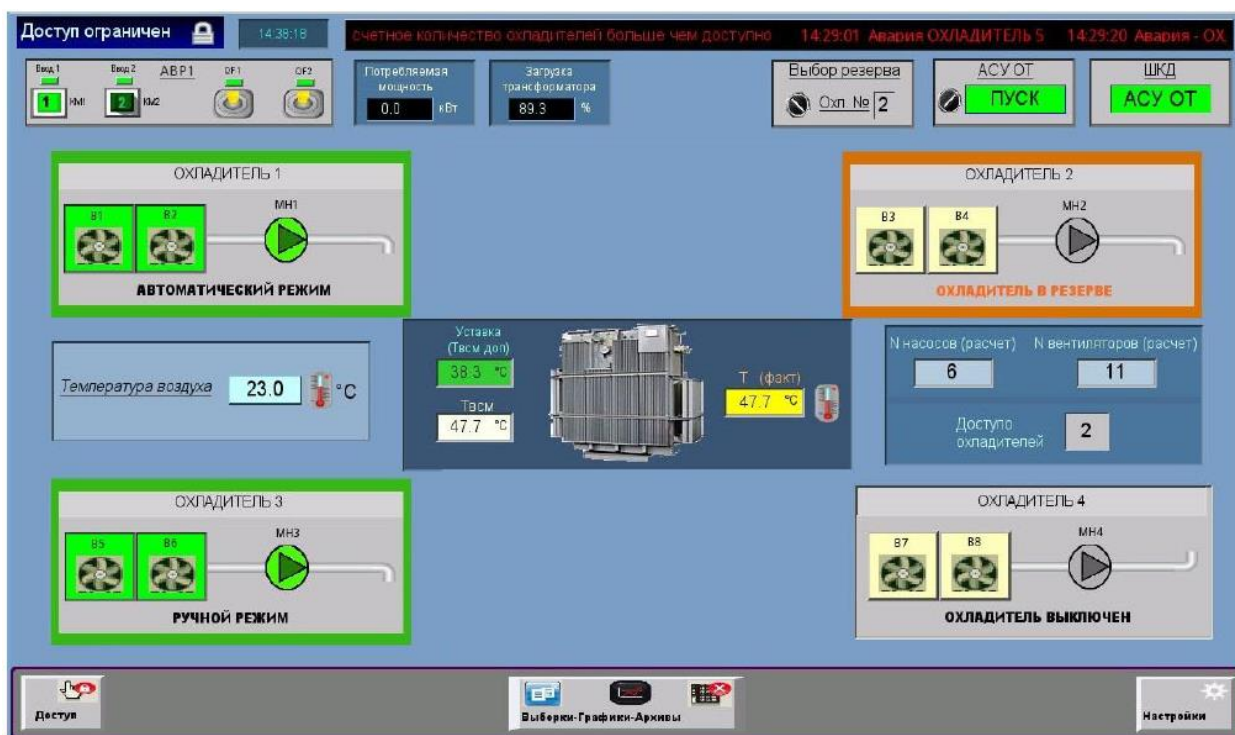 Доступ ограничен
14:38:18
счетное количество охладителей больше чем доступно 14:29:01 Авария ОХЛАДИТЕЛЬ 5 14:29:20 Авария - ОХ
Ввод 1 Ввод 2 АВР1 QF1 QF2
1 КМ1 2 КМ2
Потребляемая
мощность
0.0 кВт
Загрузка
трансформатора
89.3 %
Выбор резерва
Охл. № 2
АСУ ОТ
ПУСК
ШКД
АСУ ОТ
ОХЛАДИТЕЛЬ 1
В1 В2 МН1
АВТОМАТИЧЕСКИЙ РЕЖИМ
ОХЛАДИТЕЛЬ 2
В3 В4 МН2
ОХЛАДИТЕЛЬ В РЕЗЕРВЕ
Температура воздуха 23.0 °C
Уставка
(Твсм доп)
38.3 °C
Твсм
47.7 °C
Т (факт)
47.7 °C
N насосов (расчет) N вентиляторов (расчет)
6 11
Доступо
охладителей 2
ОХЛАДИТЕЛЬ 3
В5 В6 МН3
РУЧНОЙ РЕЖИМ
ОХЛАДИТЕЛЬ 4
В7 В8 МН4
ОХЛАДИТЕЛЬ ВЫКЛЮЧЕН
Доступ
Выборки-Графики-Архивы
Настройки